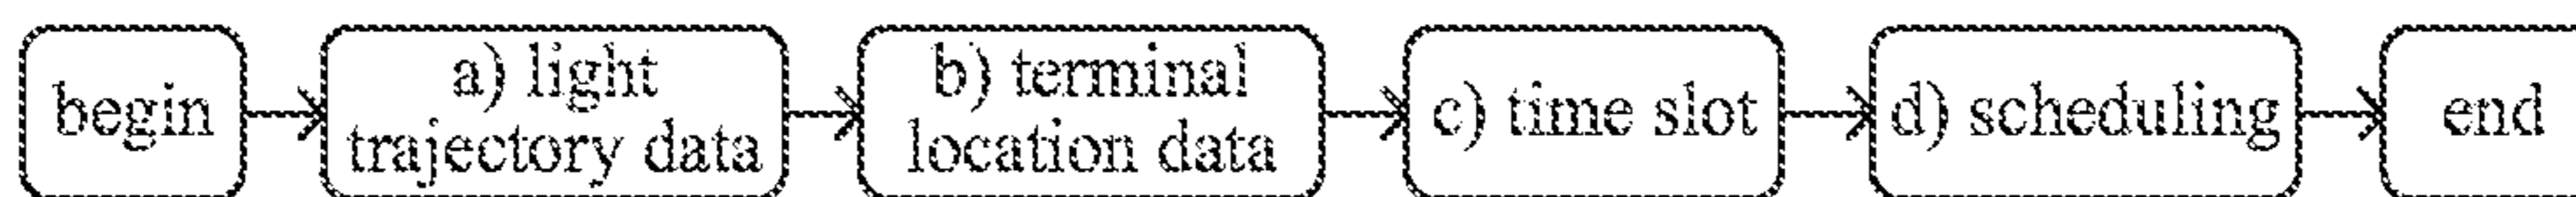 begin
a) light
trajectory data
b) terminal
location data
c) time slot
d) scheduling
end